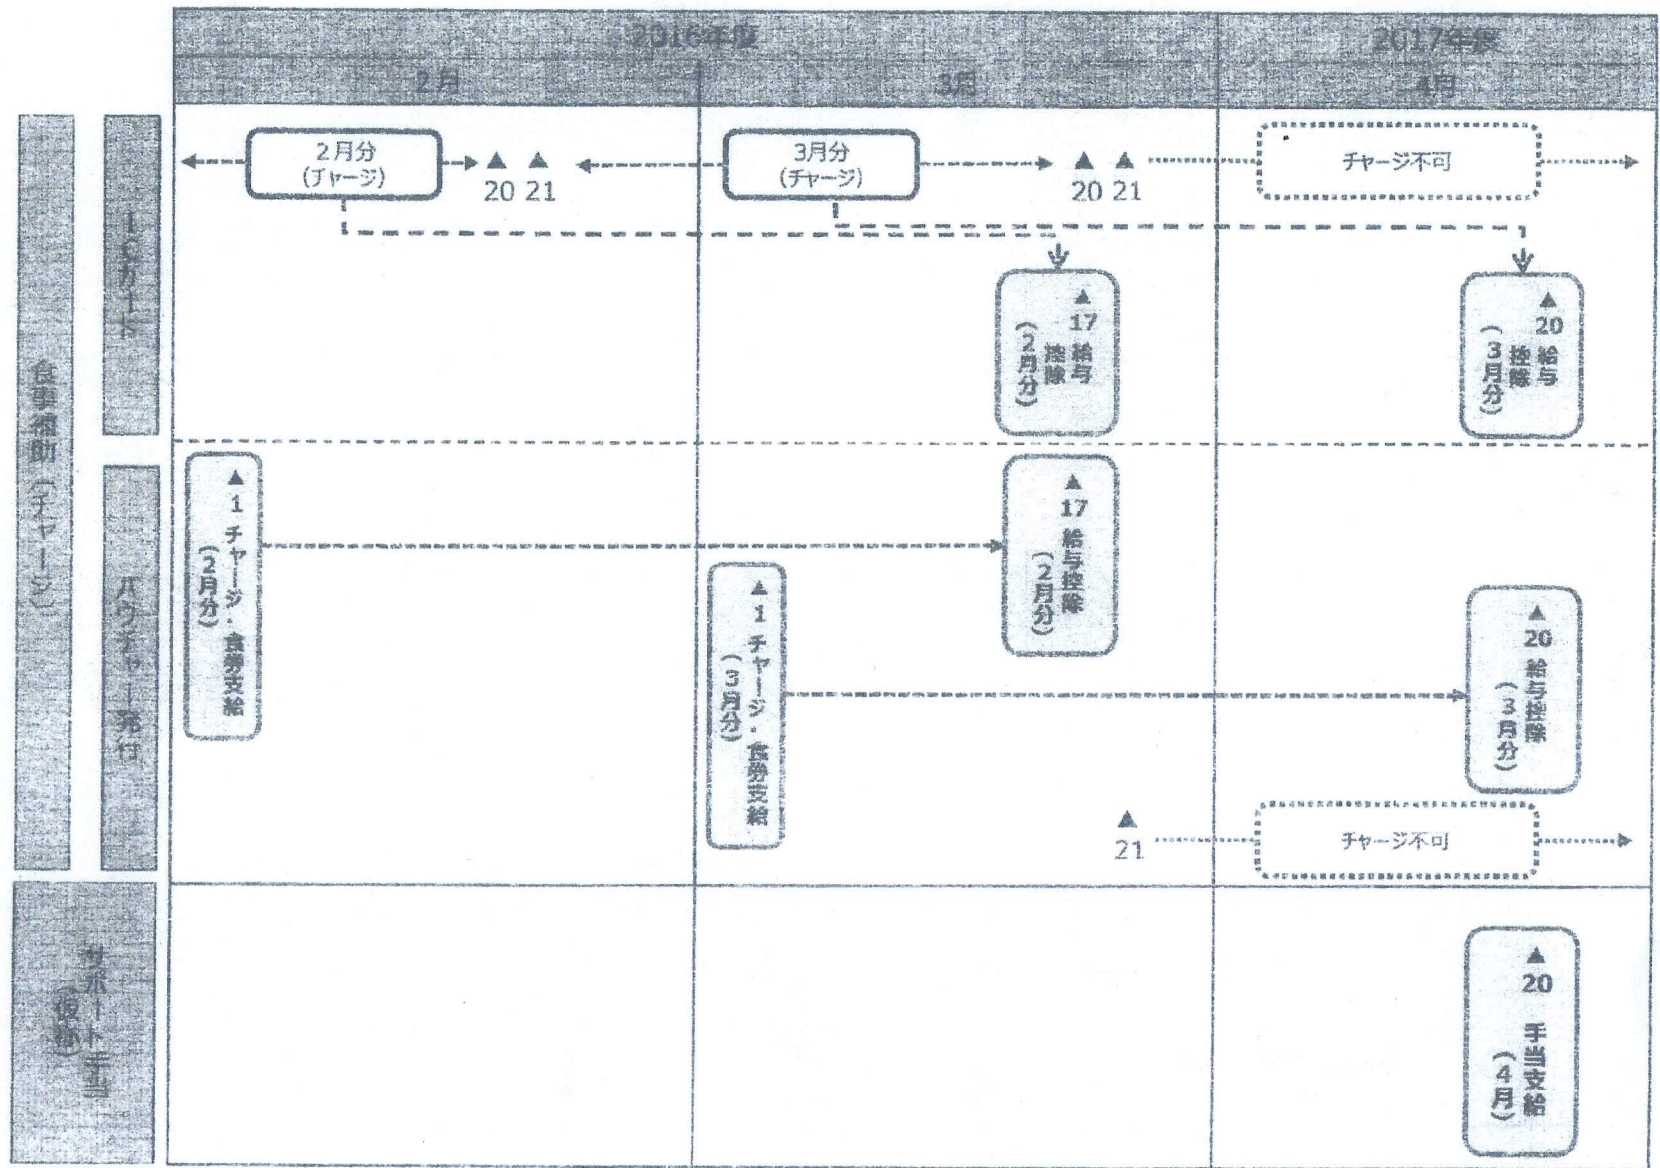 2016年度
2017年度
2月
3月
4月
食事補助（チャージ）
ICカード
2月分
（チャージ）
▲ ▲
20 21
3月分
（チャージ）
▲ ▲
20 21
チャージ不可
▲17 給与
控除
（2月分）
▲20 給与
控除
（3月分）
バウチャー発行
▲1 チャージ・食券支給
（2月分）
▲1 チャージ・食券支給
（3月分）
▲17 給与控除
（2月分）
▲20 給与控除
（3月分）
▲
21
チャージ不可
サポート手当
（仮称）
▲20 手当支給
（4月）